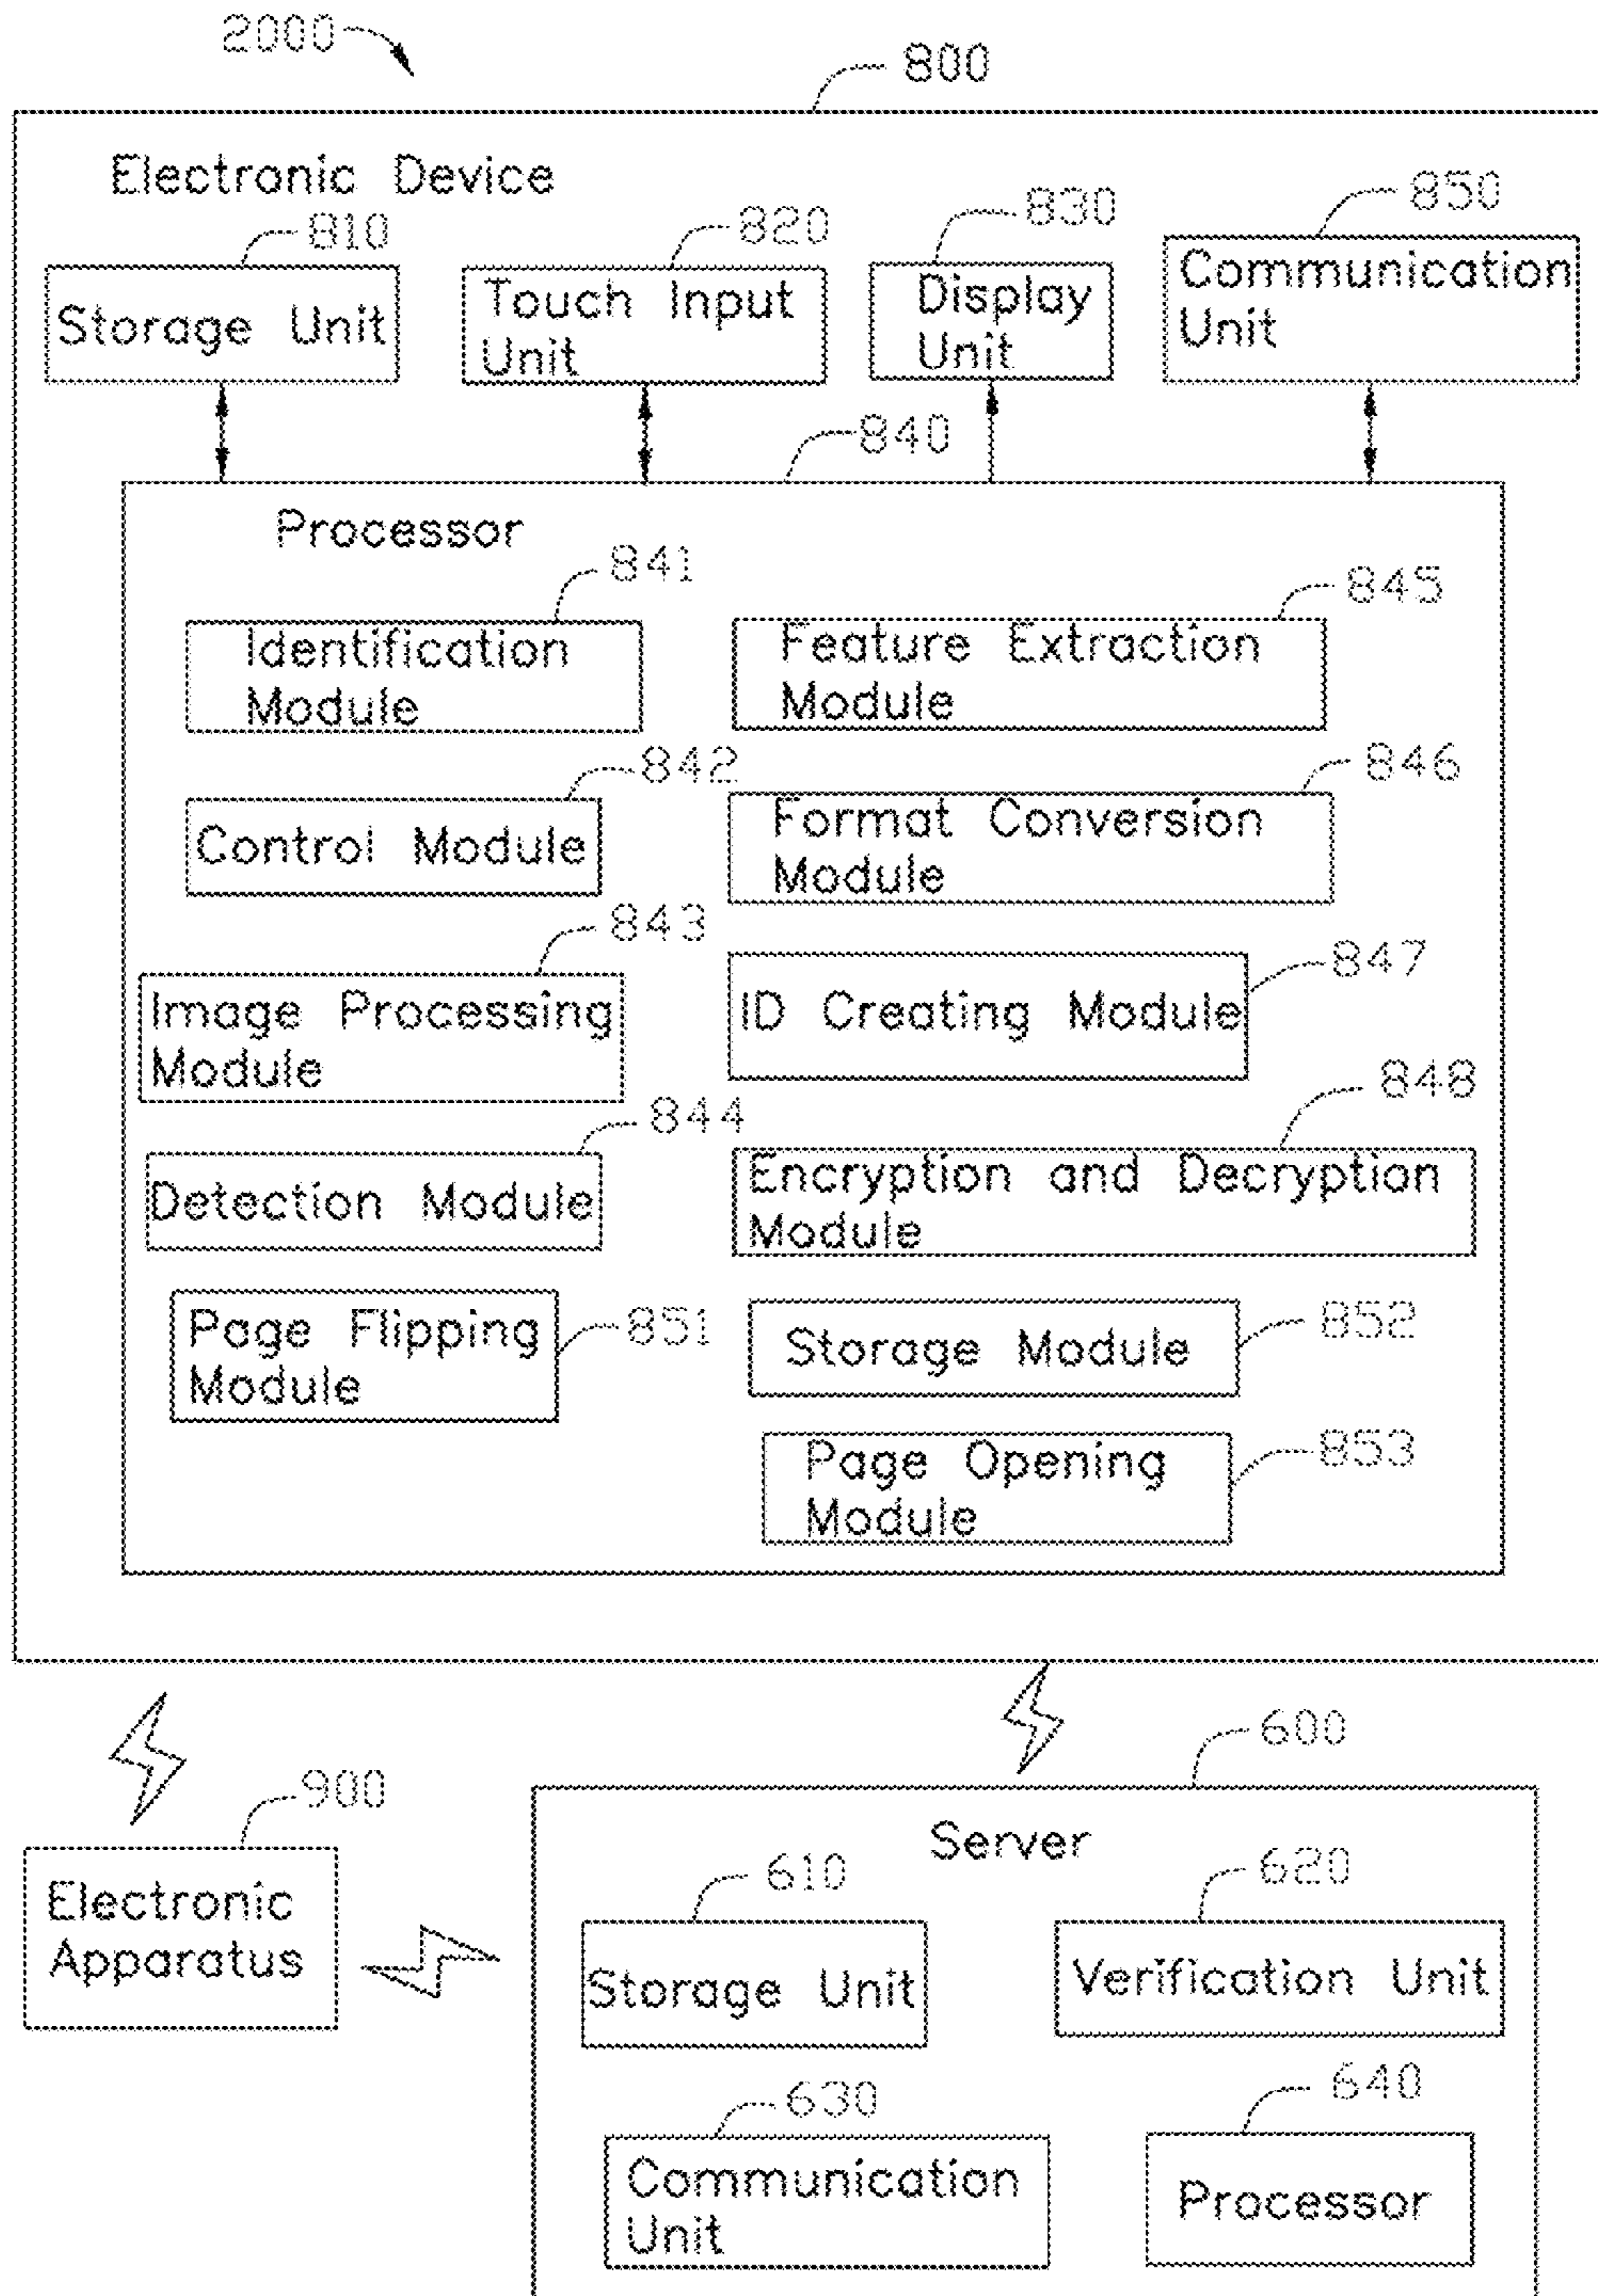 2000
800
Electronic Device
810
820
830
850
Storage Unit
Touch Input
Unit
Display
Unit
Communication
Unit
840
Processor
841
845
Identification
Module
Feature Extraction
Module
842
846
Control Module
Format Conversion
Module
843
847
Image Processing
Module
ID Creating Module
844
848
Detection Module
Encryption and Decryption
Module
Page Flipping
Module
851
Storage Module
852
Page Opening
Module
853
600
900
Server
Electronic
Apparatus
610
620
Storage Unit
Verification Unit
630
640
Communication
Unit
Processor